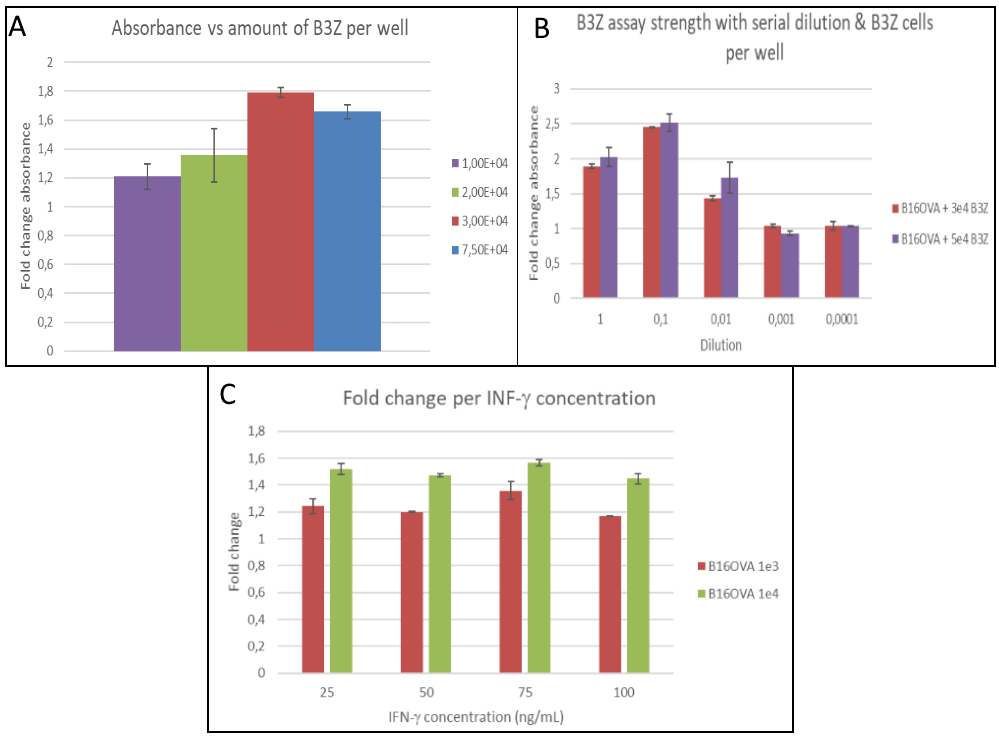 A
Absorbance vs amount of B3Z per well
Fold change absorbance
2
1,8
1,6
1,4
1,2
1
0,8
0,6
0,4
0,2
0
1,00E+04
2,00E+04
3,00E+04
7,50E+04
B
B3Z assay strength with serial dilution & B3Z cells
per well
Fold change absorbance
3
2,5
2
1,5
1
0,5
0
1 0,1 0,01 0,001 0,0001
Dilution
B16OVA + 3e4 B3Z
B16OVA + 5e4 B3Z
C
Fold change per INF-γ concentration
Fold change
1,8
1,6
1,4
1,2
1
0,8
0,6
0,4
0,2
0
25 50 75 100
IFN-γ concentration (ng/mL)
B16OVA 1e3
B16OVA 1e4